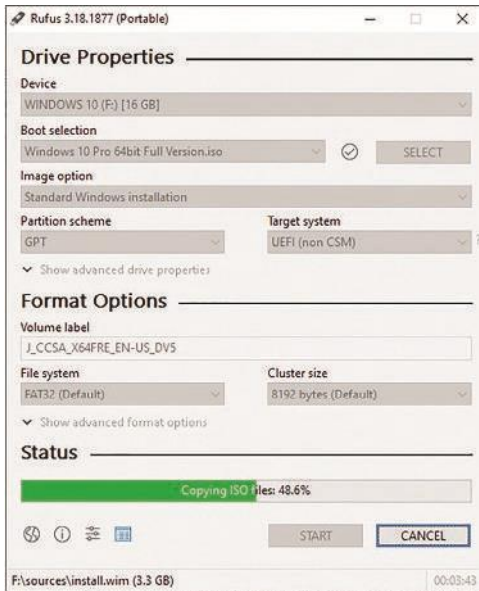 Rufus 3.18.1877 (Portable)
Drive Properties
Device
WINDOWS 10 (F:) [16 GB]
Boot selection
Windows 10 Pro 64bit Full Version.iso
SELECT
Image option
Standard Windows installation
Partition scheme
Target system
GPT
UEFI (non CSM)
?
Show advanced drive properties
Format Options
Volume label
J_CCSA_X64FRE_EN-US_DV5
File system
Cluster size
FAT32 (Default)
8192 bytes (Default)
Show advanced format options
Status
Copying ISO files: 48.6%
START
CANCEL
F:\sources\install.wim (3.3 GB)
00:03:43